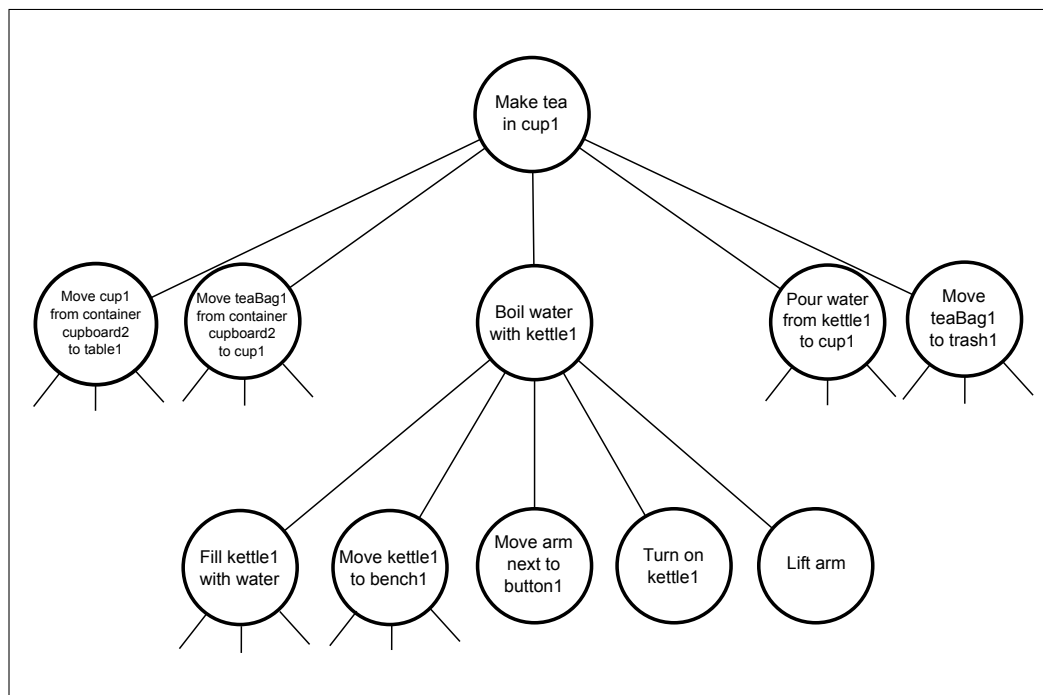 Make tea
in cup1
Move cup1
from container
cupboard2
to table1
Move teaBag1
from container
cupboard2
to cup1
Boil water
with kettle1
Pour water
from kettle1
to cup1
Move
teaBag1
to trash1
Fill kettle1
with water
Move kettle1
to bench1
Move arm
next to
button1
Turn on
kettle1
Lift arm